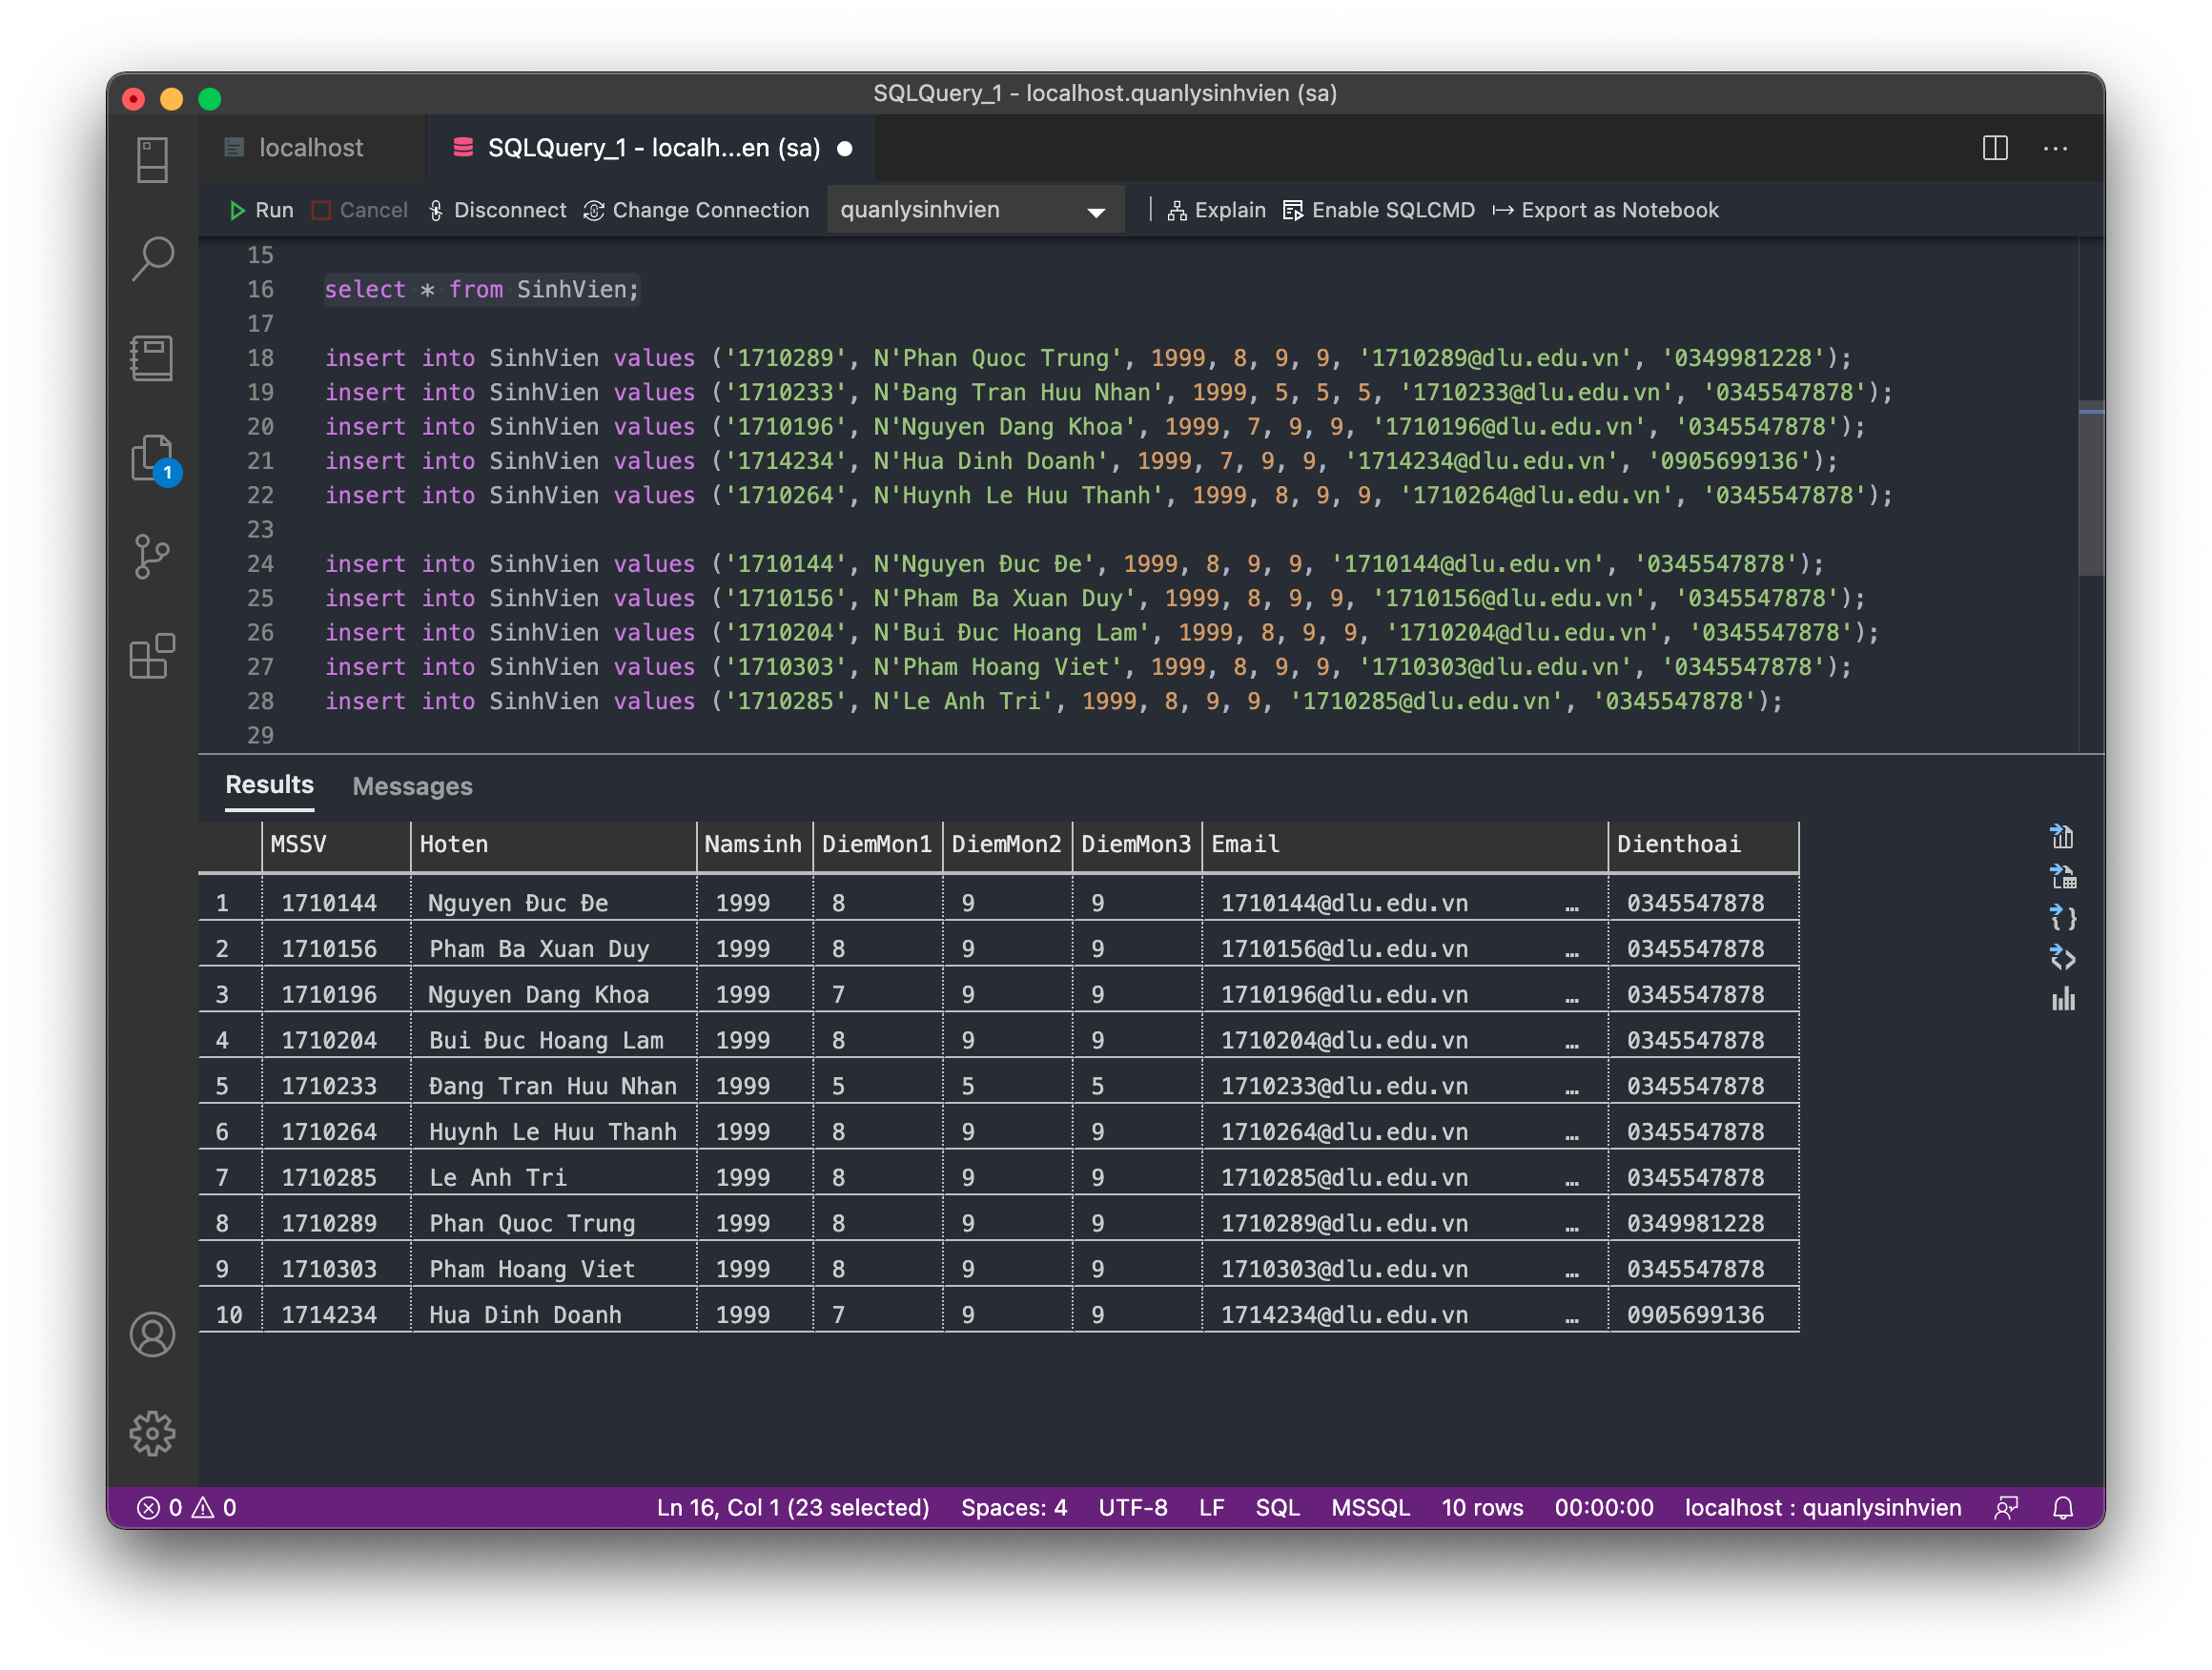 SQLQuery_1 - localhost.quanlysinhvien (sa)
localhost SQLQuery_1 - localh...en (sa)
Run Cancel Disconnect Change Connection quanlysinhvien Explain Enable SQLCMD Export as Notebook
15
16 select * from SinhVien;
17
18 insert into SinhVien values ('1710289', N'Phan Quoc Trung', 1999, 8, 9, 9, '1710289@dlu.edu.vn', '0349981228');
19 insert into SinhVien values ('1710233', N'Đang Tran Huu Nhan', 1999, 5, 5, 5, '1710233@dlu.edu.vn', '0345547878');
20 insert into SinhVien values ('1710196', N'Nguyen Dang Khoa', 1999, 7, 9, 9, '1710196@dlu.edu.vn', '0345547878');
21 insert into SinhVien values ('1714234', N'Hua Dinh Doanh', 1999, 7, 9, 9, '1714234@dlu.edu.vn', '0905699136');
22 insert into SinhVien values ('1710264', N'Huynh Le Huu Thanh', 1999, 8, 9, 9, '1710264@dlu.edu.vn', '0345547878');
23
24 insert into SinhVien values ('1710144', N'Nguyen Đuc Đe', 1999, 8, 9, 9, '1710144@dlu.edu.vn', '0345547878');
25 insert into SinhVien values ('1710156', N'Pham Ba Xuan Duy', 1999, 8, 9, 9, '1710156@dlu.edu.vn', '0345547878');
26 insert into SinhVien values ('1710204', N'Bui Đuc Hoang Lam', 1999, 8, 9, 9, '1710204@dlu.edu.vn', '0345547878');
27 insert into SinhVien values ('1710303', N'Pham Hoang Viet', 1999, 8, 9, 9, '1710303@dlu.edu.vn', '0345547878');
28 insert into SinhVien values ('1710285', N'Le Anh Tri', 1999, 8, 9, 9, '1710285@dlu.edu.vn', '0345547878');
29
1
Results Messages
MSSV Hoten Namsinh DiemMon1 DiemMon2 DiemMon3 Email Dienthoai
1 1710144 Nguyen Đuc Đe 1999 8 9 9 1710144@dlu.edu.vn … 0345547878
2 1710156 Pham Ba Xuan Duy 1999 8 9 9 1710156@dlu.edu.vn … 0345547878
3 1710196 Nguyen Dang Khoa 1999 7 9 9 1710196@dlu.edu.vn … 0345547878
4 1710204 Bui Đuc Hoang Lam 1999 8 9 9 1710204@dlu.edu.vn … 0345547878
5 1710233 Đang Tran Huu Nhan 1999 5 5 5 1710233@dlu.edu.vn … 0345547878
6 1710264 Huynh Le Huu Thanh 1999 8 9 9 1710264@dlu.edu.vn … 0345547878
7 1710285 Le Anh Tri 1999 8 9 9 1710285@dlu.edu.vn … 0345547878
8 1710289 Phan Quoc Trung 1999 8 9 9 1710289@dlu.edu.vn … 0349981228
9 1710303 Pham Hoang Viet 1999 8 9 9 1710303@dlu.edu.vn … 0345547878
10 1714234 Hua Dinh Doanh 1999 7 9 9 1714234@dlu.edu.vn … 0905699136
0 0 Ln 16, Col 1 (23 selected) Spaces: 4 UTF-8 LF SQL MSSQL 10 rows 00:00:00 localhost : quanlysinhvien